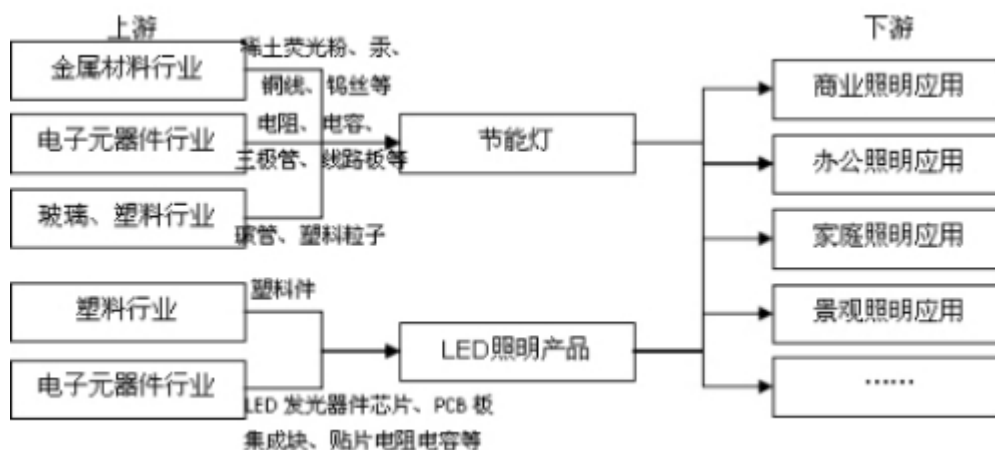 上游
下游
金属材料行业
稀土荧光粉、汞、
铜线、钨丝等
电子元器件行业
电阻、电容、
三极管、线路板等
玻璃、塑料行业
玻管、塑料粒子
节能灯
塑料行业
塑料件
电子元器件行业
LED 发光器件芯片、PCB 板
集成块、贴片电阻电容等
LED照明产品
商业照明应用
办公照明应用
家庭照明应用
景观照明应用
……